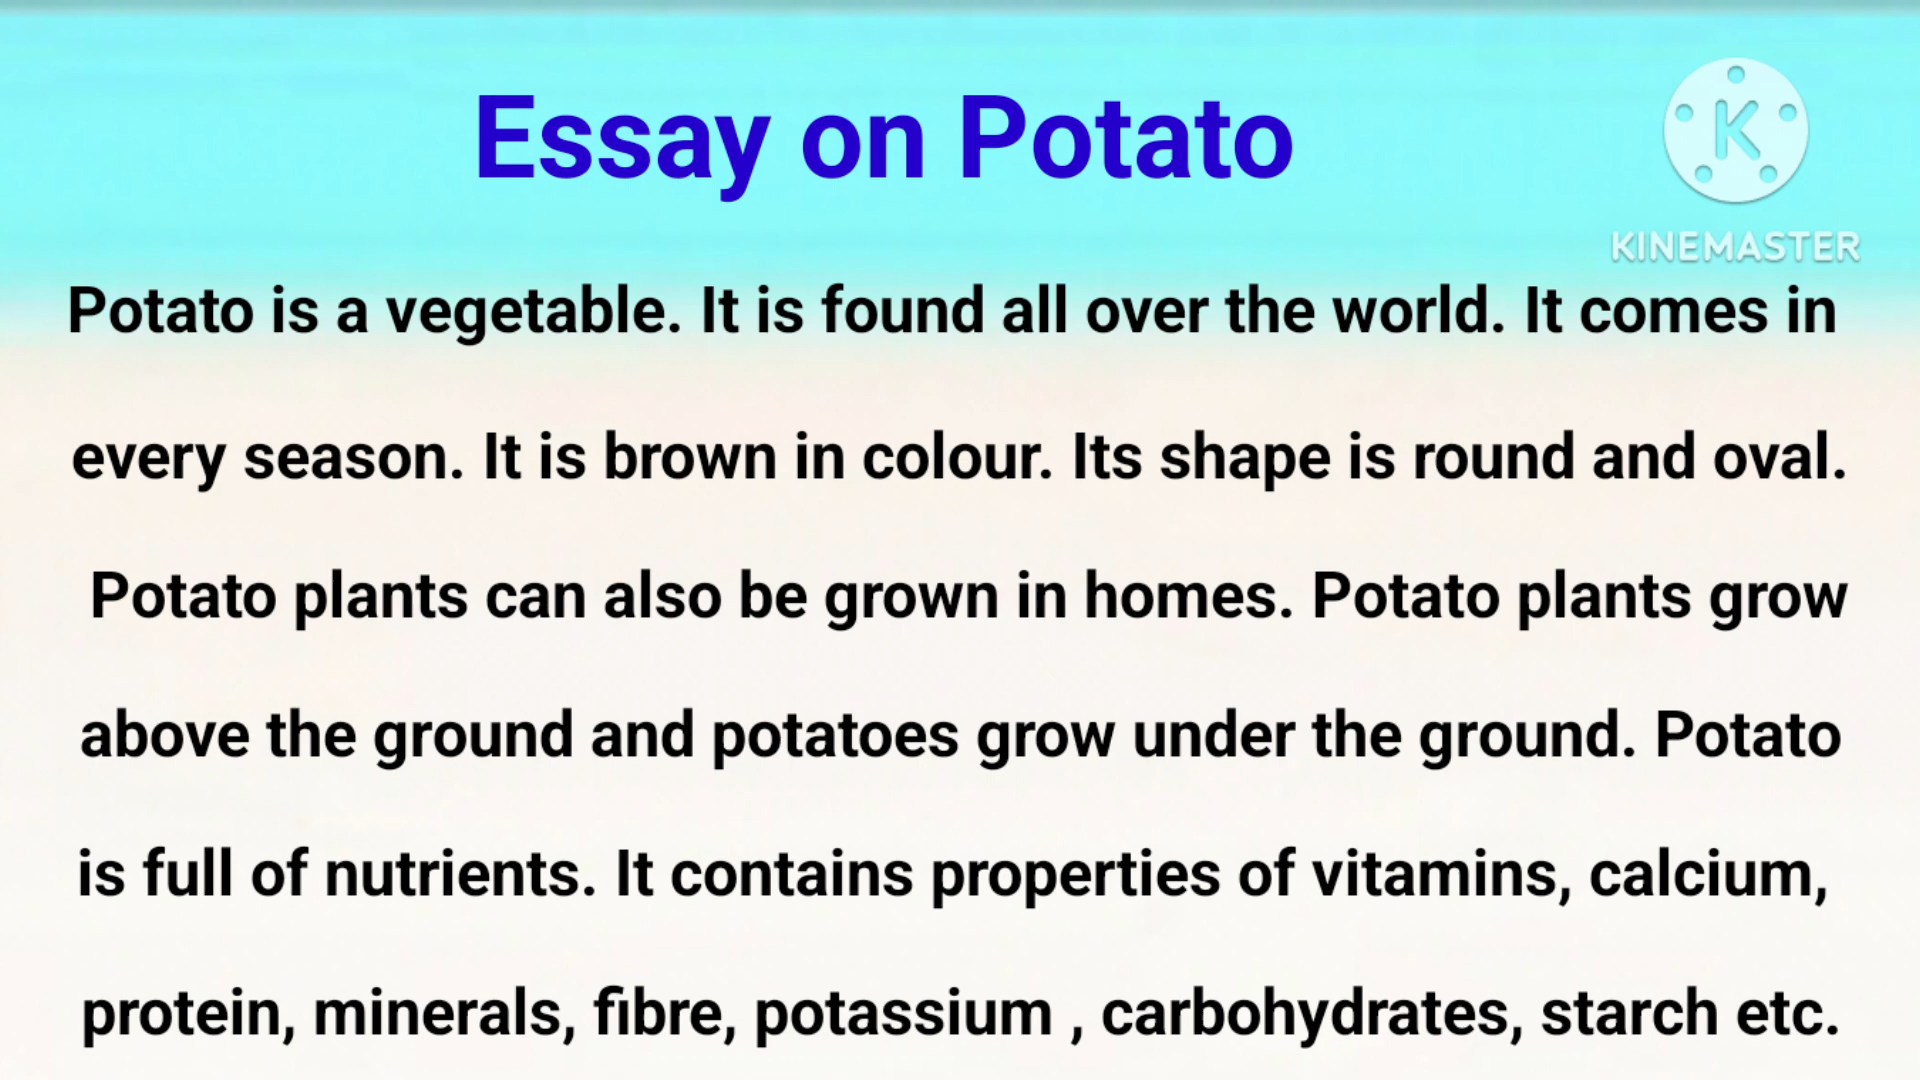 Essay on Potato
K
KINEMASTER
Potato is a vegetable. It is found all over the world. It comes in
every season. It is brown in colour. Its shape is round and oval.
Potato plants can also be grown in homes. Potato plants grow
above the ground and potatoes grow under the ground. Potato
is full of nutrients. It contains properties of vitamins, calcium,
protein, minerals, fibre, potassium , carbohydrates, starch etc.